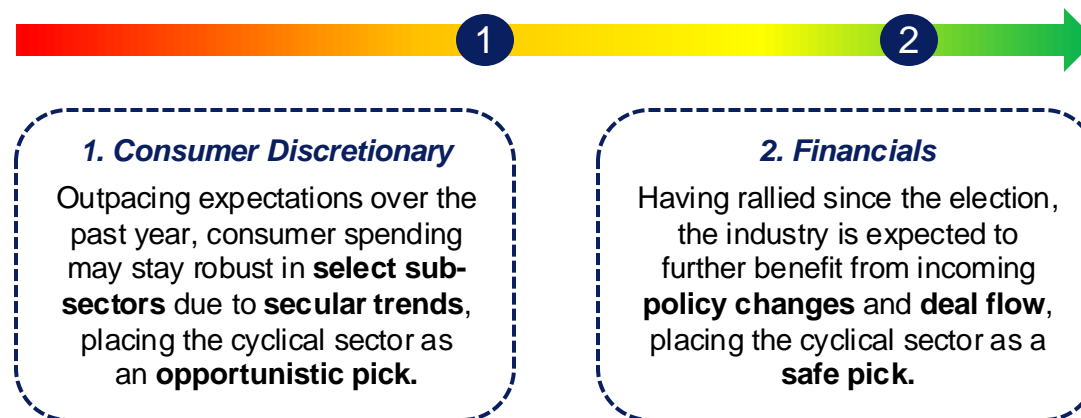 1
2
1. Consumer Discretionary
Outpacing expectations over the
past year, consumer spending
may stay robust in select sub-
sectors due to secular trends,
placing the cyclical sector as
an opportunistic pick.
2. Financials
Having rallied since the election,
the industry is expected to
further benefit from incoming
policy changes and deal flow,
placing the cyclical sector as a
safe pick.